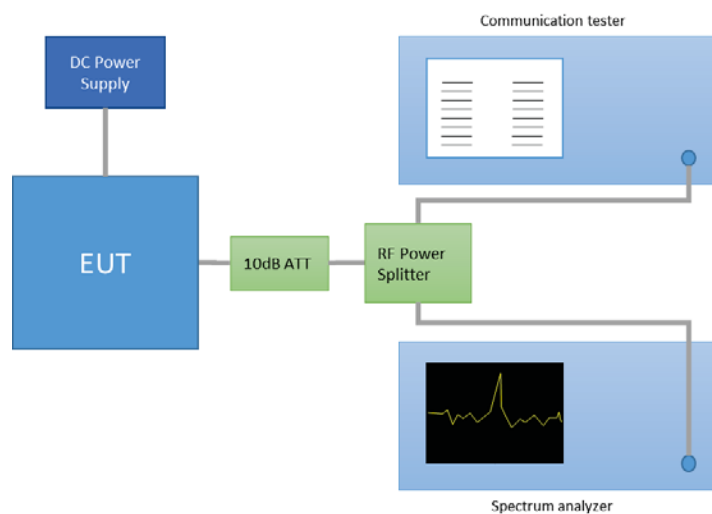 Communication tester
DC Power
Supply
EUT
10dB ATT
RF Power
Splitter
Spectrum analyzer